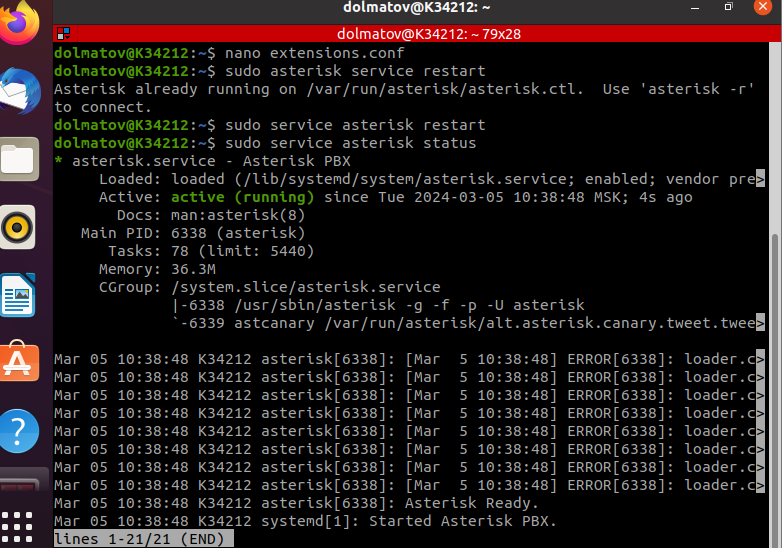 dolmatov@K34212: ~
dolmatov@K34212: ~ 79x28
dolmatov@K34212:~$ nano extensions.conf
dolmatov@K34212:~$ sudo asterisk service restart
Asterisk already running on /var/run/asterisk/asterisk.ctl.  Use 'asterisk -r'
to connect.
dolmatov@K34212:~$ sudo service asterisk restart
dolmatov@K34212:~$ sudo service asterisk status
* asterisk.service - Asterisk PBX
     Loaded: loaded (/lib/systemd/system/asterisk.service; enabled; vendor pre>
     Active: active (running) since Tue 2024-03-05 10:38:48 MSK; 4s ago
       Docs: man:asterisk(8)
   Main PID: 6338 (asterisk)
      Tasks: 78 (limit: 5440)
     Memory: 36.3M
     CGroup: /system.slice/asterisk.service
             |-6338 /usr/sbin/asterisk -g -f -p -U asterisk
             `-6339 astcanary /var/run/asterisk/alt.asterisk.canary.tweet.twee>
Mar 05 10:38:48 K34212 asterisk[6338]: [Mar  5 10:38:48] ERROR[6338]: loader.c>
Mar 05 10:38:48 K34212 asterisk[6338]: [Mar  5 10:38:48] ERROR[6338]: loader.c>
Mar 05 10:38:48 K34212 asterisk[6338]: [Mar  5 10:38:48] ERROR[6338]: loader.c>
Mar 05 10:38:48 K34212 asterisk[6338]: [Mar  5 10:38:48] ERROR[6338]: loader.c>
Mar 05 10:38:48 K34212 asterisk[6338]: [Mar  5 10:38:48] ERROR[6338]: loader.c>
Mar 05 10:38:48 K34212 asterisk[6338]: [Mar  5 10:38:48] ERROR[6338]: loader.c>
Mar 05 10:38:48 K34212 asterisk[6338]: [Mar  5 10:38:48] ERROR[6338]: loader.c>
Mar 05 10:38:48 K34212 asterisk[6338]: [Mar  5 10:38:48] ERROR[6338]: loader.c>
Mar 05 10:38:48 K34212 asterisk[6338]: Asterisk Ready.
Mar 05 10:38:48 K34212 systemd[1]: Started Asterisk PBX.
lines 1-21/21 (END)